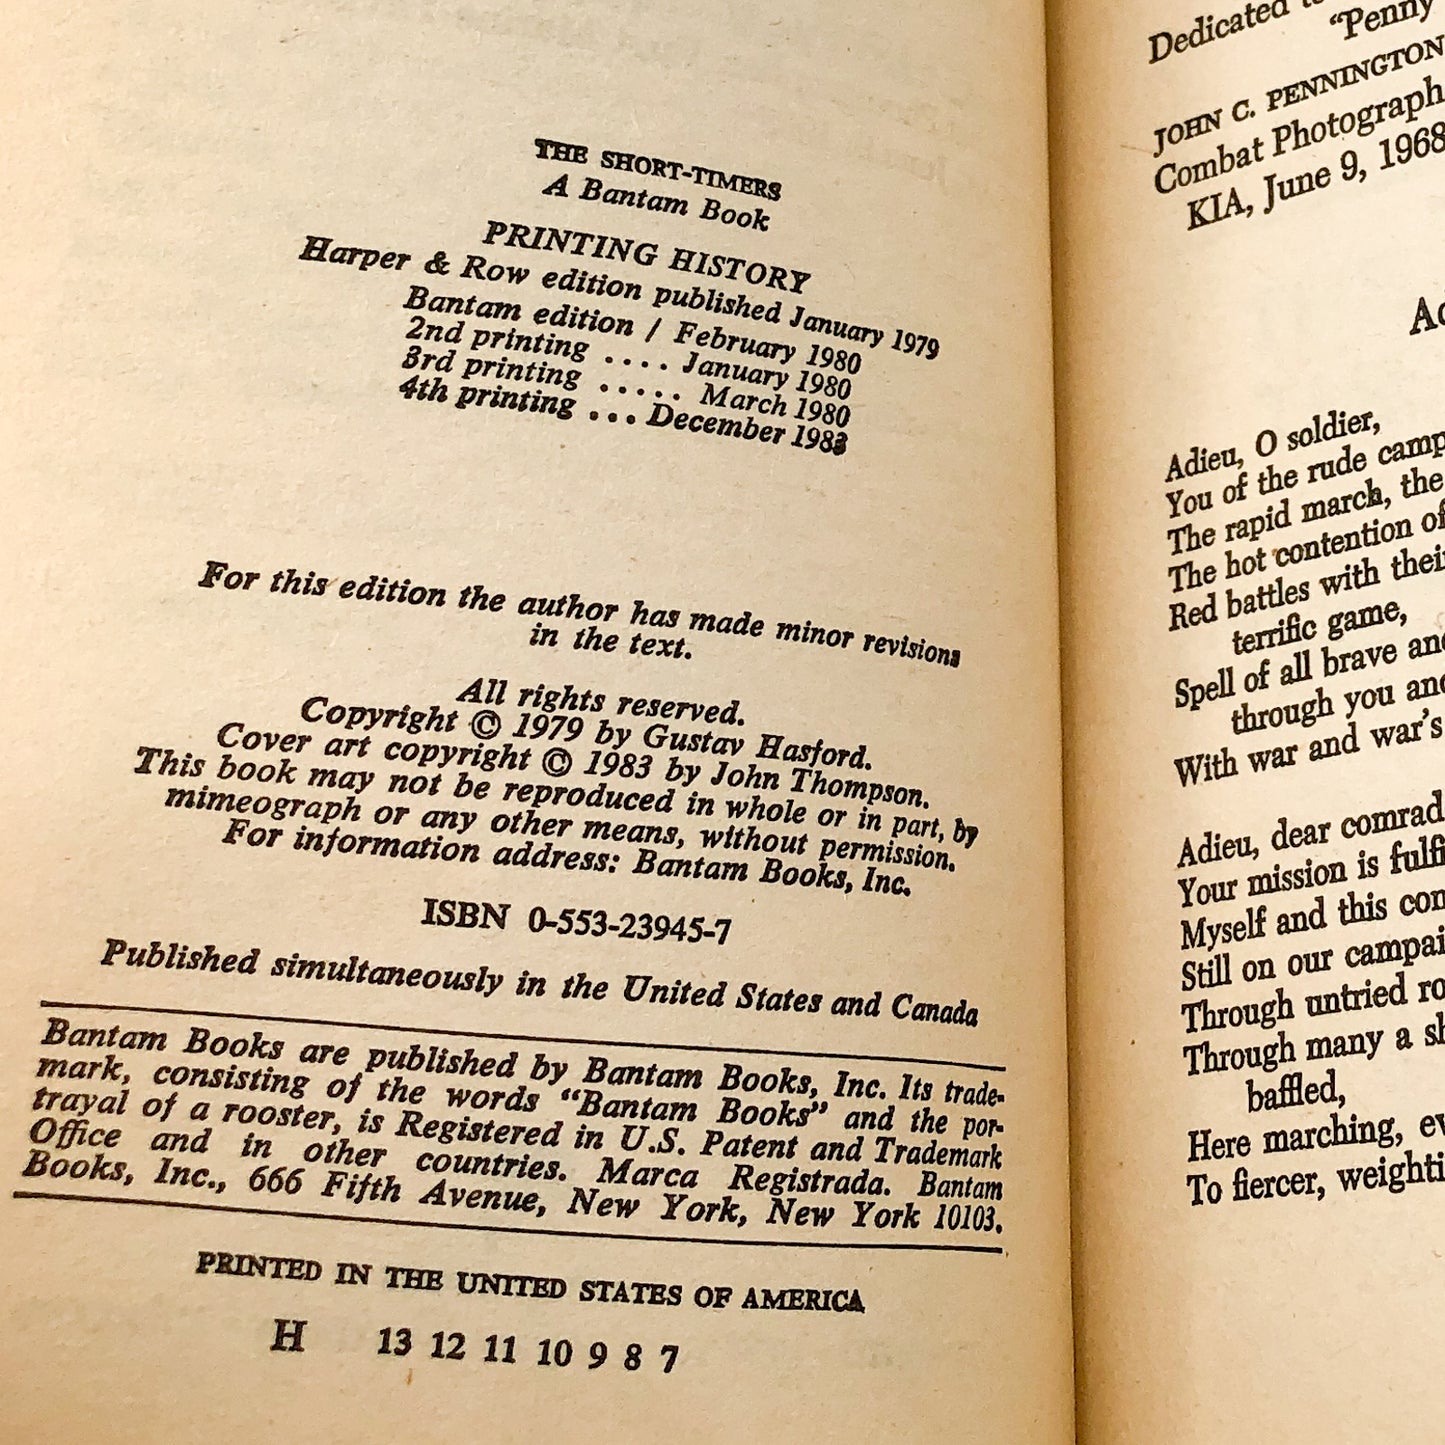 THE SHORT-TIMERS
A Bantam Book
PRINTING HISTORY
Harper & Row edition published January 1979
Bantam edition / February 1980
2nd printing .... January 1980
3rd printing ..... March 1980
4th printing ... December 1983
For this edition the author has made minor revisions
in the text.
All rights reserved.
Copyright © 1979 by Gustav Hasford.
Cover art copyright © 1983 by John Thompson.
This book may not be reproduced in whole or in part, by
mimeograph or any other means, without permission.
For information address: Bantam Books, Inc.
ISBN 0-553-23945-7
Published simultaneously in the United States and Canada
Bantam Books are published by Bantam Books, Inc. Its trade-
mark, consisting of the words "Bantam Books" and the por-
trayal of a rooster, is Registered in U.S. Patent and Trademark
Office and in other countries. Marca Registrada. Bantam
Books, Inc., 666 Fifth Avenue, New York, New York 10103.
PRINTED IN THE UNITED STATES OF AMERICA
H 13 12 11 10 9 8 7
Dedicated
"Penny
JOHN C. PENNINGTON
Combat Photograph
KIA, June 9, 1968
Adieu, O soldier,
You of the rude camp
The rapid march, the
The hot contention of
Red battles with their
terrific game,
Spell of all brave and
through you and
With war and war's
Adieu, dear comrad
Your mission is fulfi
Myself and this con
Still on our campai
Through untried ro
Through many a sh
baffled,
Here marching, ev
To fiercer, weighti